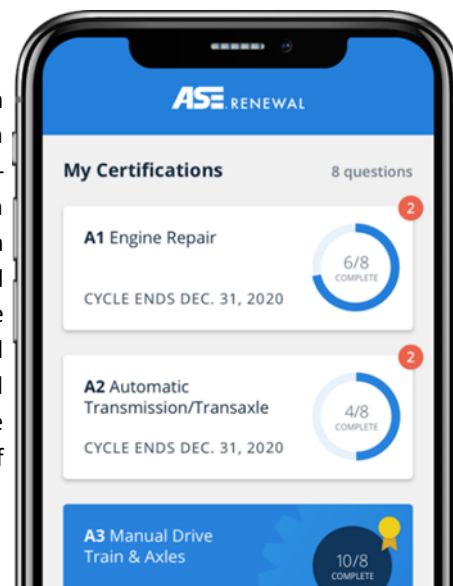 ASE RENEWAL
My Certifications 8 questions
2
A1 Engine Repair
6/8
COMPLETE
CYCLE ENDS DEC. 31, 2020
2
A2 Automatic
Transmission/Transaxle
4/8
COMPLETE
CYCLE ENDS DEC. 31, 2020
A3 Manual Drive
Train & Axles
10/8
COMPLETE